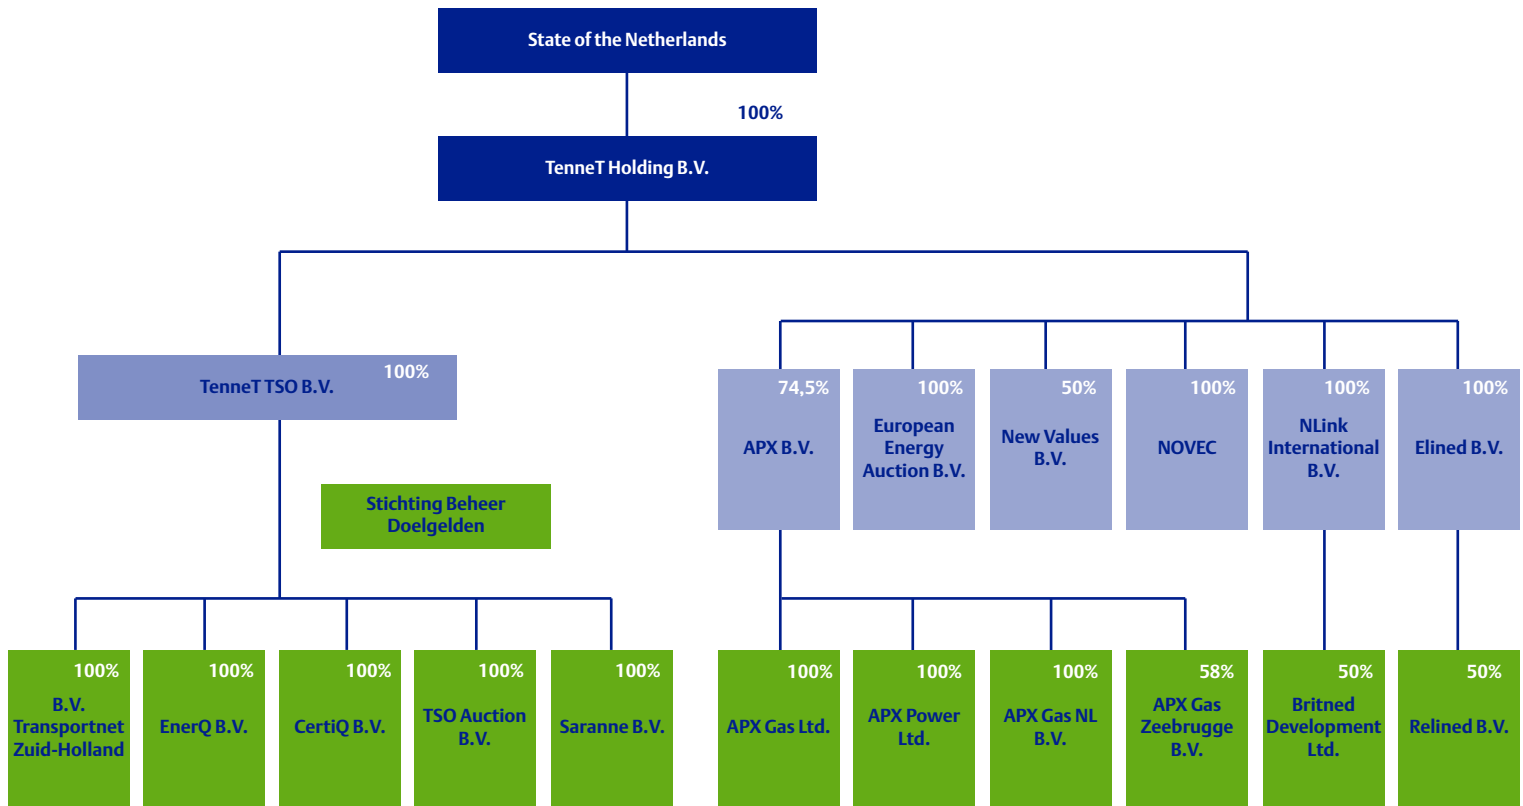 State of the Netherlands
100%
TenneT Holding B.V.
TenneT TSO B.V.
100%
74,5%
APX B.V.
100%
European
Energy
Auction B.V.
50%
New Values
B.V.
100%
NOVEC
100%
NLink
International
B.V.
100%
Elined B.V.
Stichting Beheer
Doelgelden
100%
B.V.
Transportnet
Zuid-Holland
100%
EnerQ B.V.
100%
CertiQ B.V.
100%
TSO Auction
B.V.
100%
Saranne B.V.
100%
APX Gas Ltd.
100%
APX Power
Ltd.
100%
APX Gas NL
B.V.
58%
APX Gas
Zeebrugge
B.V.
50%
Britned
Development
Ltd.
50%
Relined B.V.